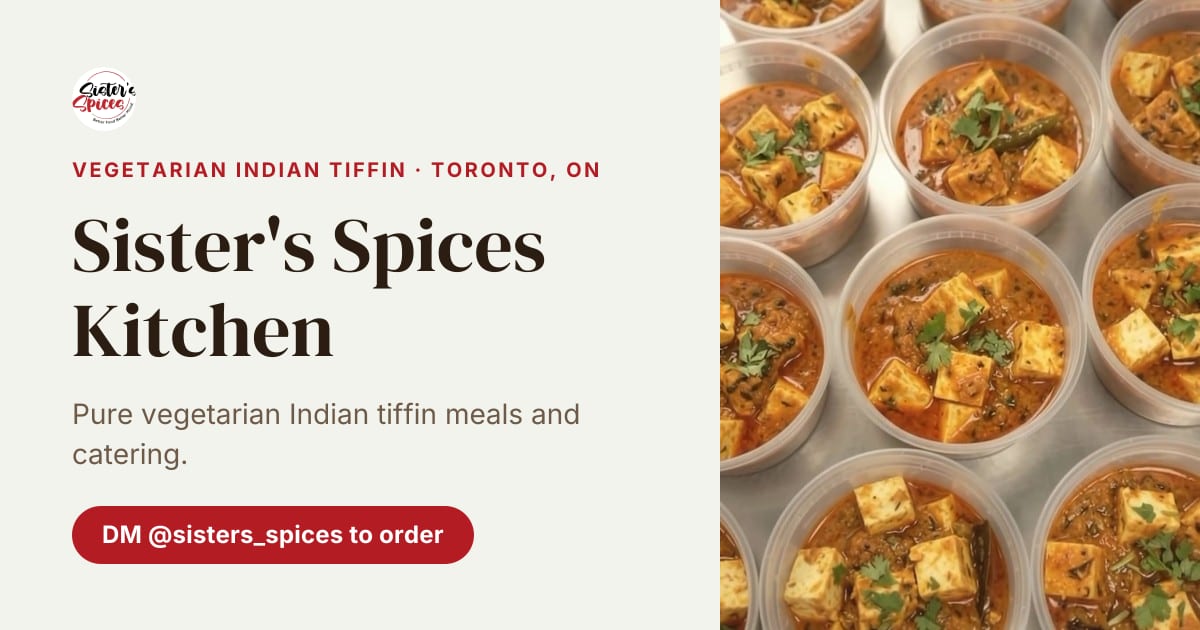 Sister's
Spices
VEGETARIAN INDIAN TIFFIN · TORONTO, ON
Sister's Spices
Kitchen
Pure vegetarian Indian tiffin meals and
catering.
DM @sisters_spices to order